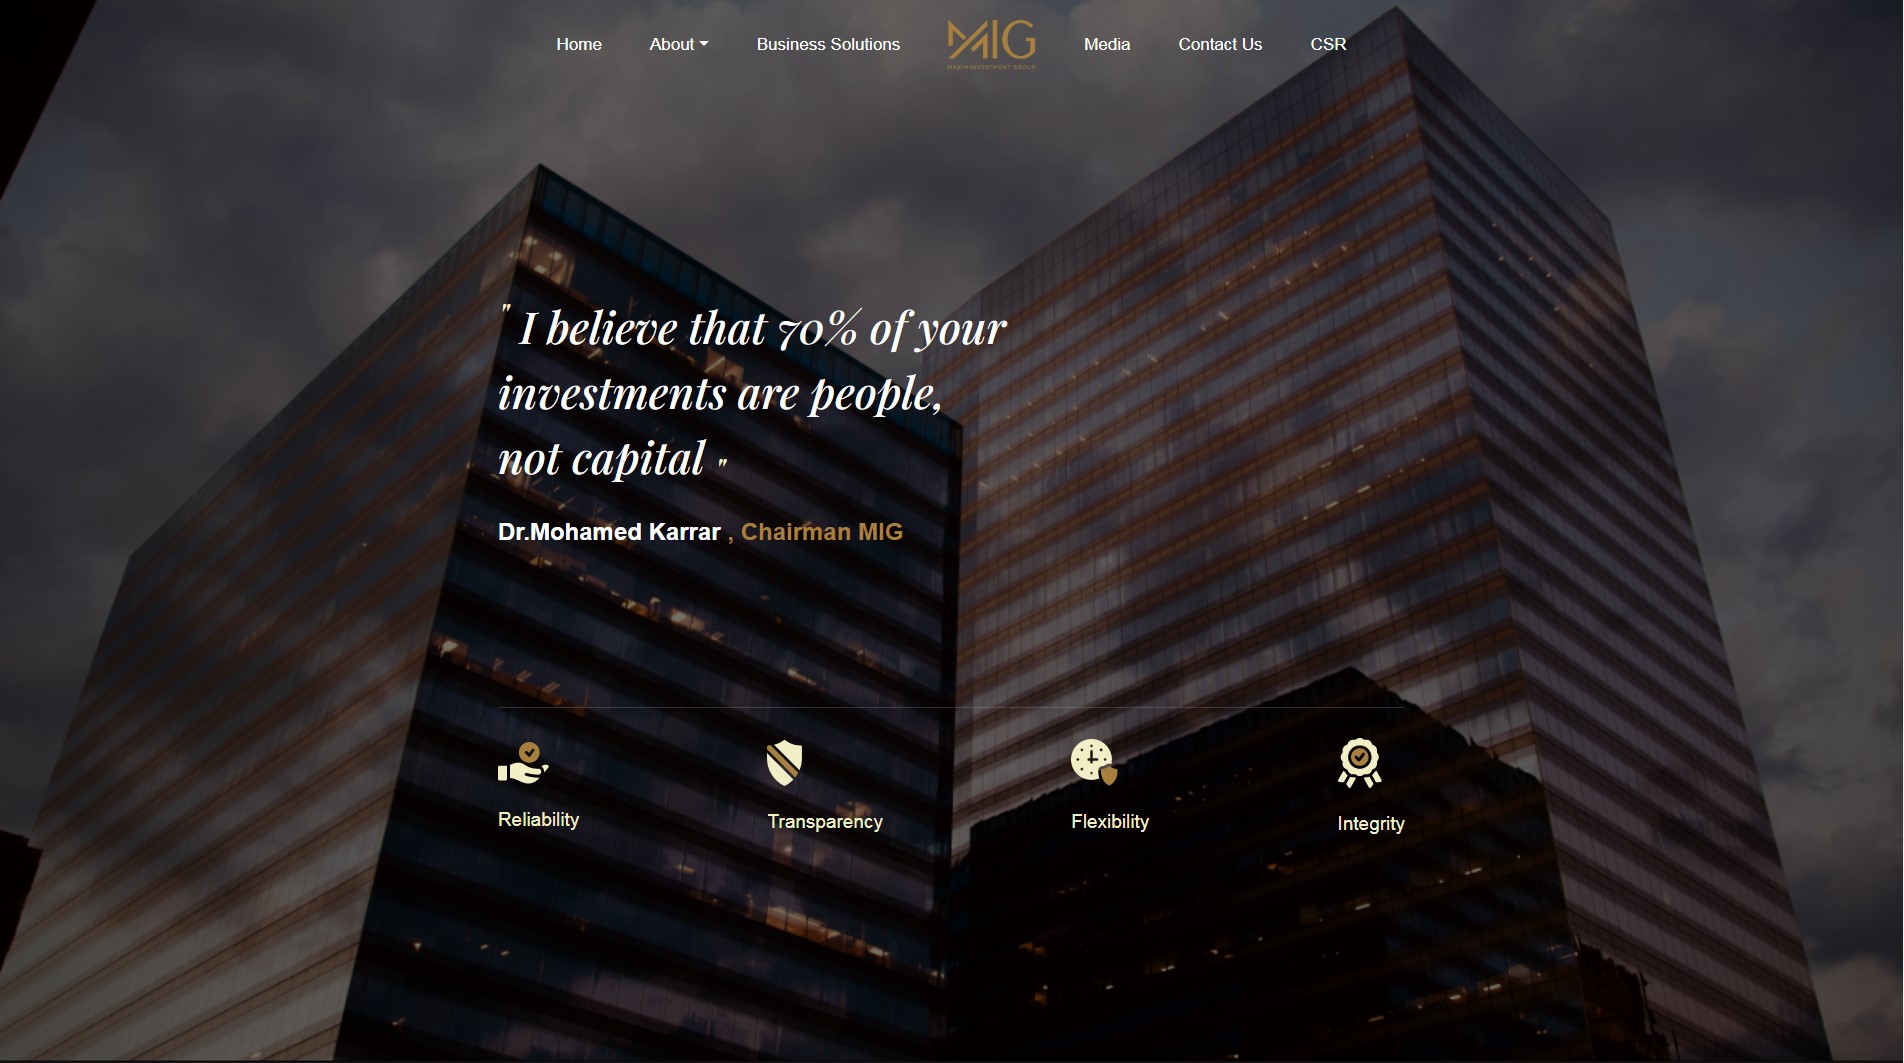 Home About Business Solutions MIG Media Contact Us CSR
MAXIM INVESTMENT GROUP
" I believe that 70% of your
investments are people,
not capital "
Dr.Mohamed Karrar , Chairman MIG
Reliability Transparency Flexibility Integrity